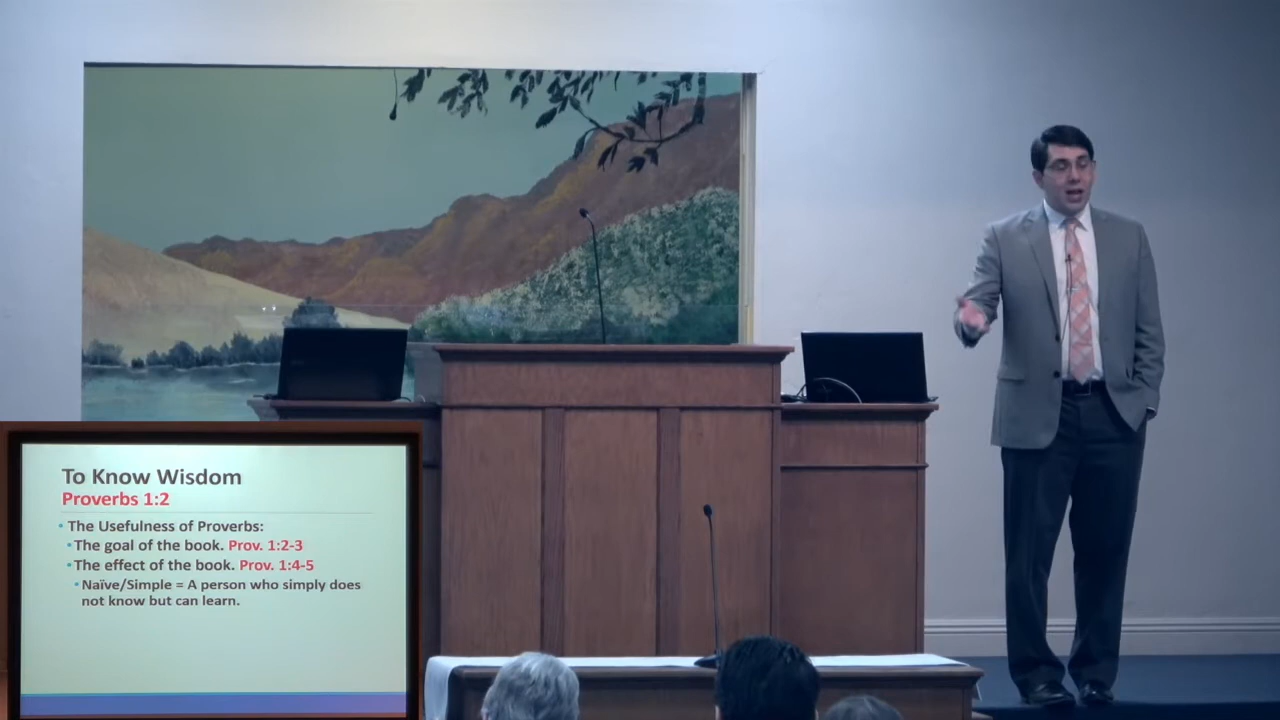 To Know Wisdom
Proverbs 1:2
• The Usefulness of Proverbs:
• The goal of the book. Prov. 1:2-3
• The effect of the book. Prov. 1:4-5
• Naïve/Simple = A person who simply does
not know but can learn.